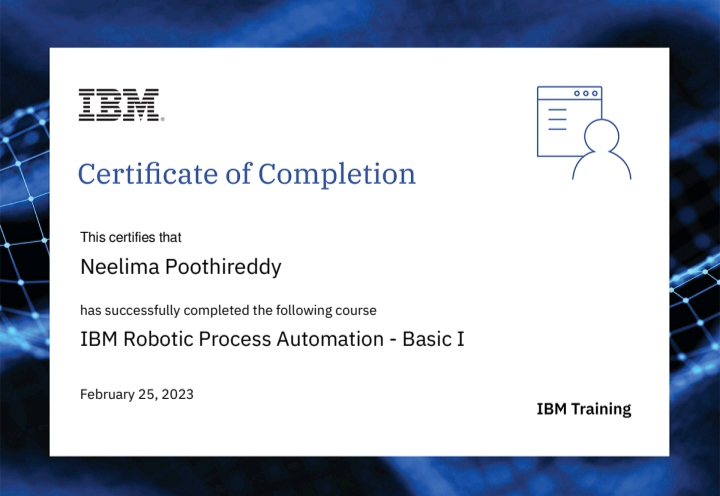 IBM®
Certificate of Completion
This certifies that
Neelima Poothireddy
has successfully completed the following course
IBM Robotic Process Automation - Basic I
February 25, 2023
IBM Training